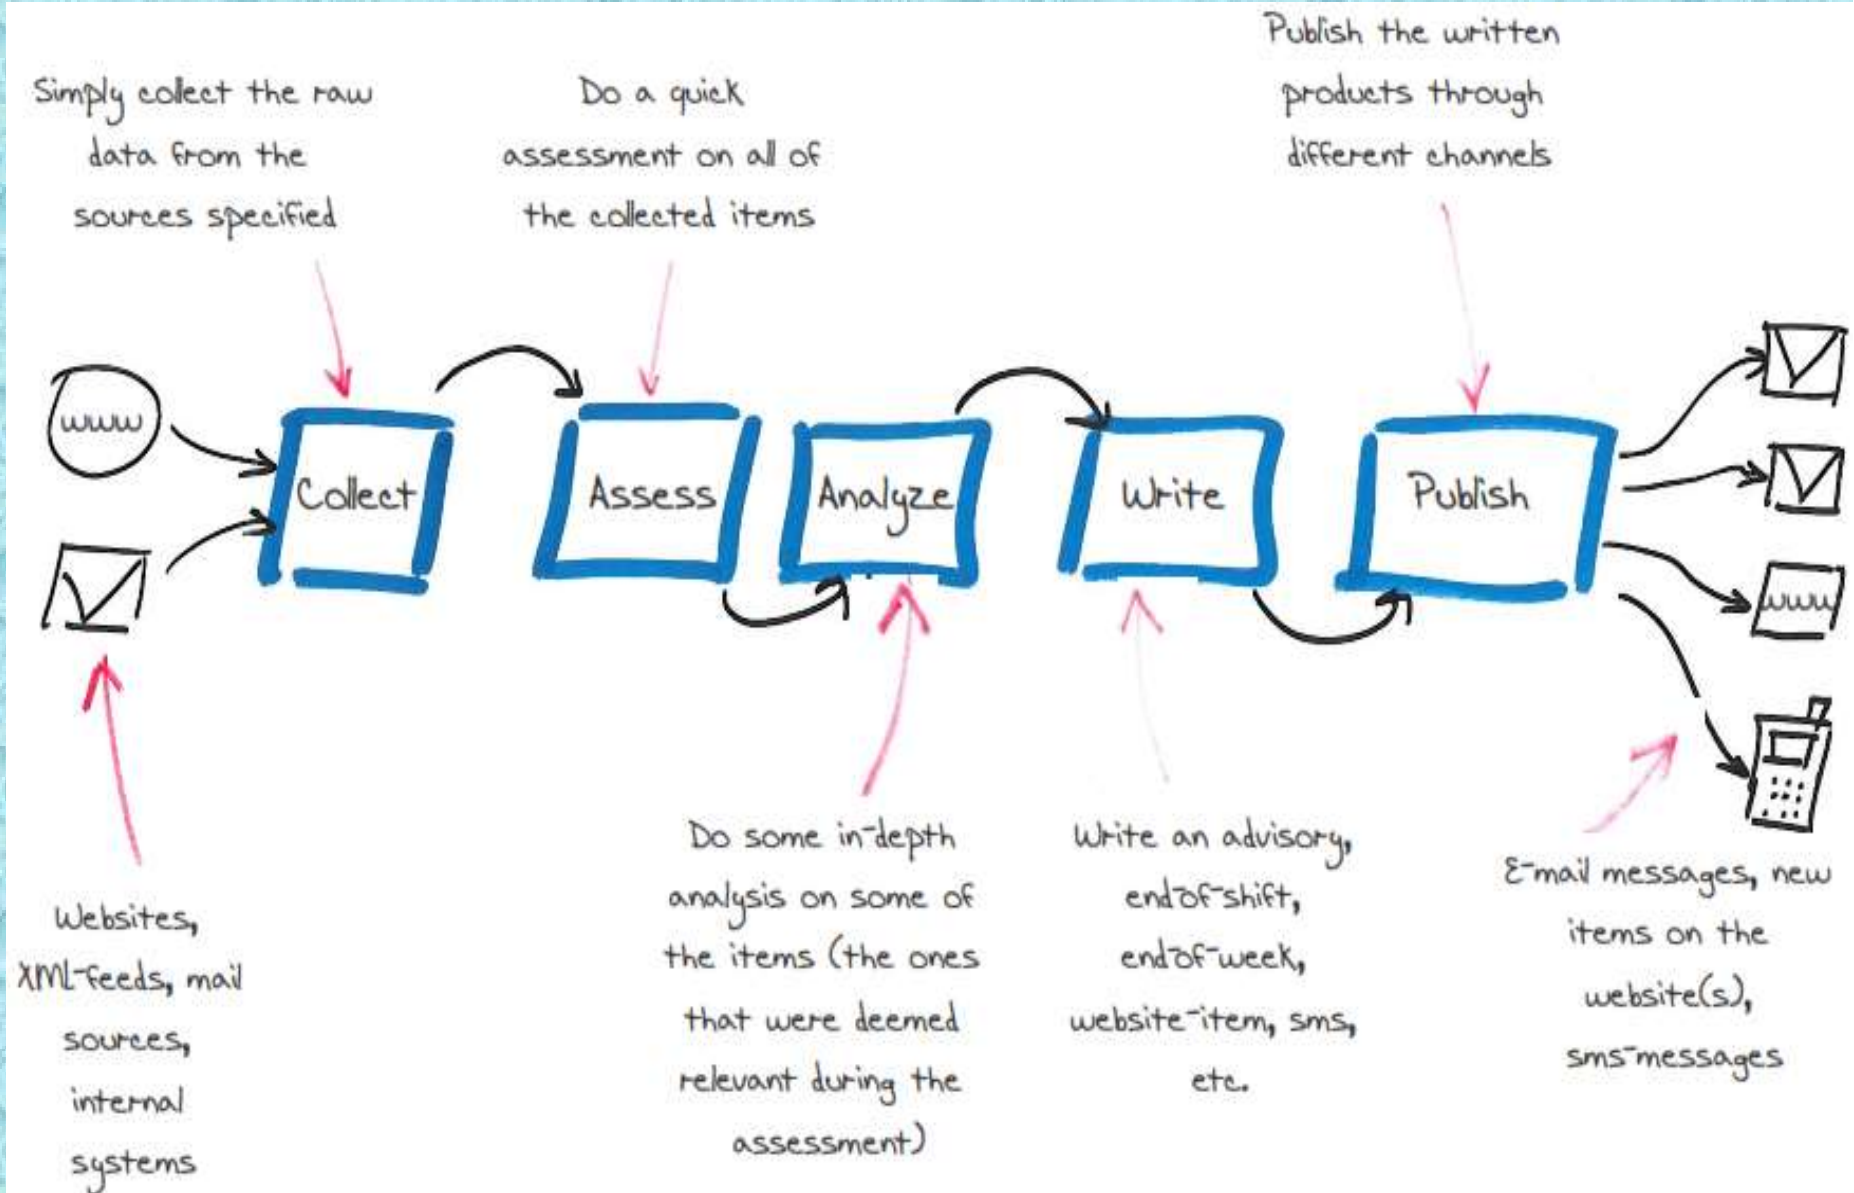 Simply collect the raw
data from the
sources specified
Do a quick
assessment on all of
the collected items
Publish the written
products through
different channels
www
Collect
Assess
Analyze
Write
Publish
www
Websites,
XML-feeds, mail
sources,
internal
systems
Do some in-depth
analysis on some of
the items (the ones
that were deemed
relevant during the
assessment)
Write an advisory,
end-of-shift,
end-of-week,
website-item, sms,
etc.
E-mail messages, new
items on the
website(s),
sms-messages